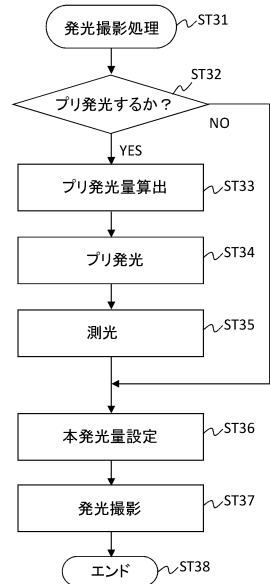 発光撮影処理
ST31
ST32
プリ発光するか?
NO
YES
プリ発光量算出
ST33
プリ発光
ST34
測光
ST35
本発光量設定
ST36
発光撮影
ST37
エンド
ST38